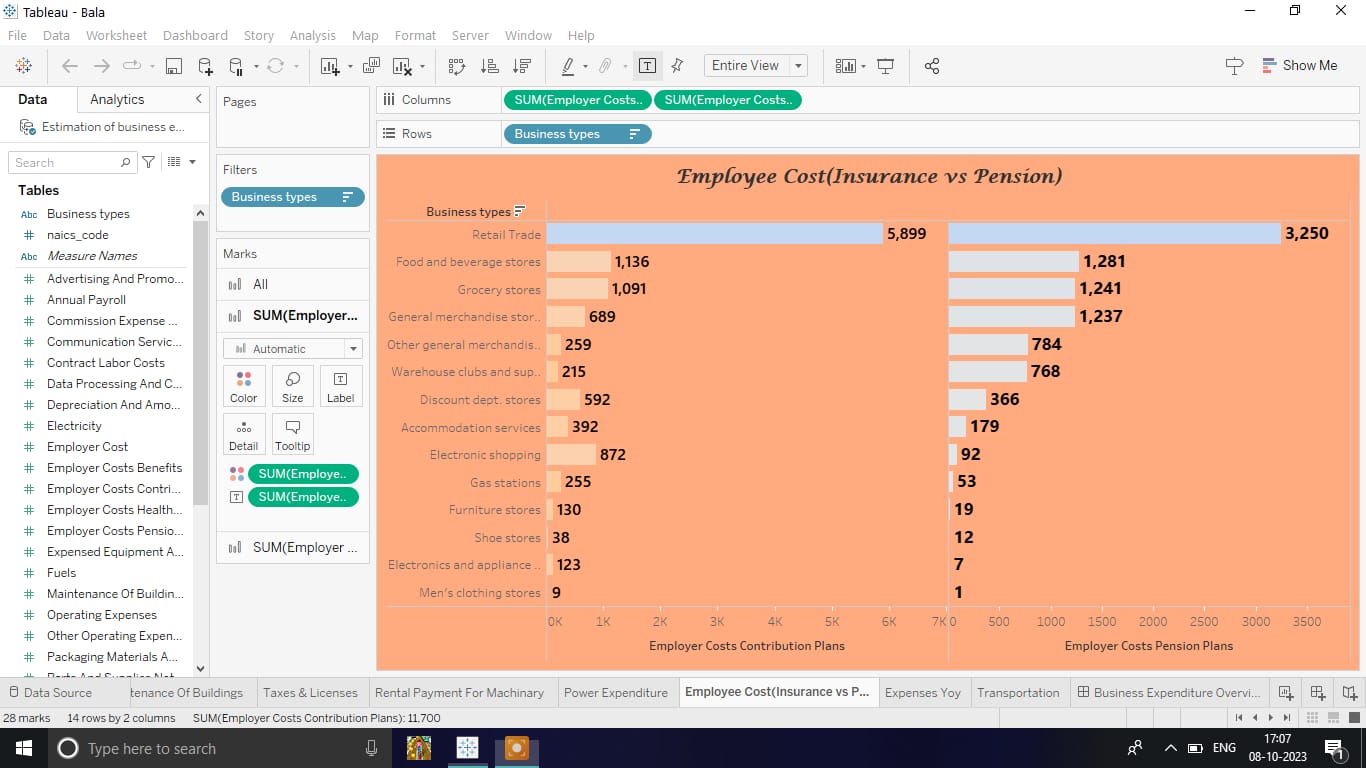 Tableau - Bala
File Data Worksheet Dashboard Story Analysis Map Format Server Window Help
Entire View
Show Me
Data Analytics
Estimation of business e...
Search
Tables
Abc Business types
# naics_code
Abc Measure Names
# Advertising And Promo...
# Annual Payroll
# Commission Expense ...
# Communication Servic...
# Contract Labor Costs
# Data Processing And C...
# Depreciation And Amo...
# Electricity
# Employer Cost
# Employer Costs Benefits
# Employer Costs Contri...
# Employer Costs Health...
# Employer Costs Pensio...
# Expensed Equipment A...
# Fuels
# Maintenance Of Buildin...
# Operating Expenses
# Other Operating Expen...
# Packaging Materials A...
Pages
Filters
Business types
Marks
All
SUM(Employer...
Automatic
Color Size Label
Detail Tooltip
SUM(Employe..
SUM(Employe..
SUM(Employer ...
Columns SUM(Employer Costs.. SUM(Employer Costs..
Rows Business types
Employee Cost(Insurance vs Pension)
Business types
Retail Trade 5,899 3,250
Food and beverage stores 1,136 1,281
Grocery stores 1,091 1,241
General merchandise stor.. 689 1,237
Other general merchandis.. 259 784
Warehouse clubs and sup.. 215 768
Discount dept. stores 592 366
Accommodation services 392 179
Electronic shopping 872 92
Gas stations 255 53
Furniture stores 130 19
Shoe stores 38 12
Electronics and appliance .. 123 7
Men's clothing stores 9 1
0K 1K 2K 3K 4K 5K 6K 7K 0 500 1000 1500 2000 2500 3000 3500
Employer Costs Contribution Plans Employer Costs Pension Plans
Data Source tenance Of Buildings Taxes & Licenses Rental Payment For Machinary Power Expenditure Employee Cost(Insurance vs P... Expenses Yoy Transportation Business Expenditure Overvi...
28 marks 14 rows by 2 columns SUM(Employer Costs Contribution Plans): 11,700
Type here to search
ENG
17:07
08-10-2023
1